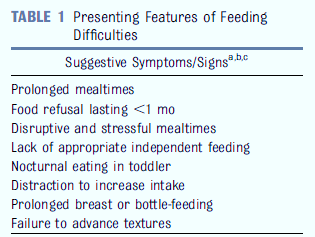 TABLE 1 Presenting Features of Feeding
Difficulties
Suggestive Symptoms/Signsa,b,c
Prolonged mealtimes
Food refusal lasting <1 mo
Disruptive and stressful mealtimes
Lack of appropriate independent feeding
Nocturnal eating in toddler
Distraction to increase intake
Prolonged breast or bottle-feeding
Failure to advance textures